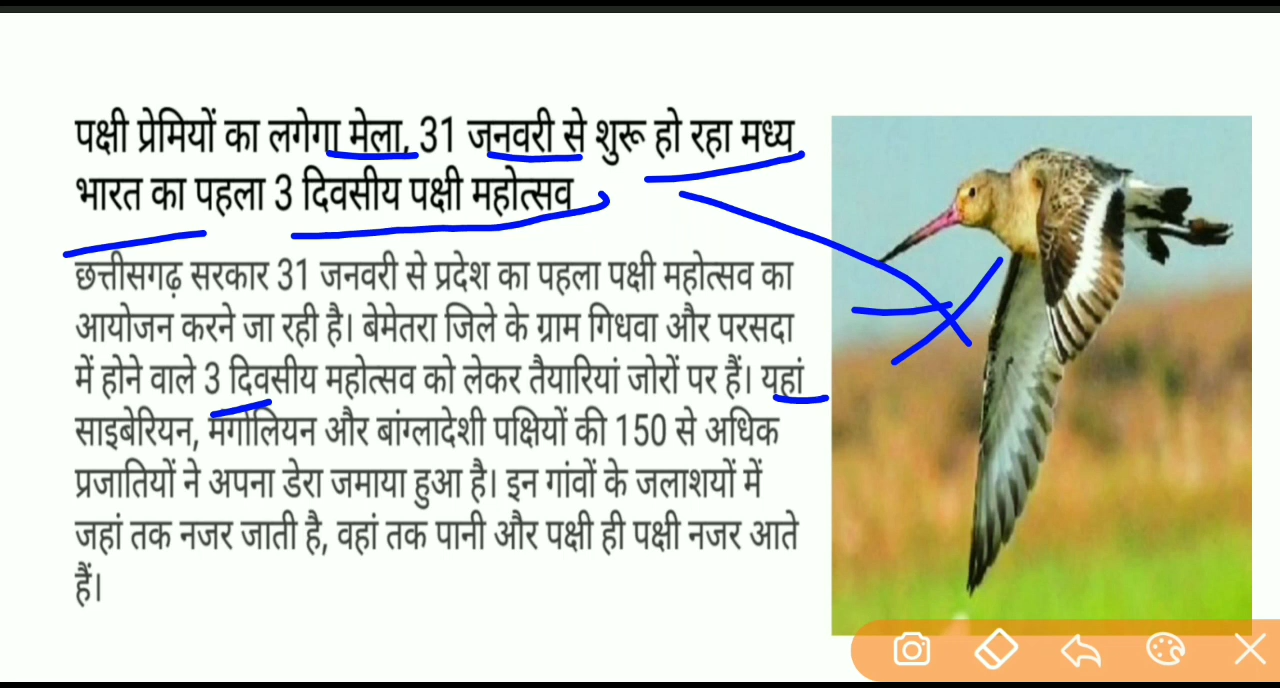 पक्षी प्रेमियों का लगेगा मेला, 31 जनवरी से शुरू हो रहा मध्य
भारत का पहला 3 दिवसीय पक्षी महोत्सव
छत्तीसगढ़ सरकार 31 जनवरी से प्रदेश का पहला पक्षी महोत्सव का
आयोजन करने जा रही है। बेमेतरा जिले के ग्राम गिधवा और परसदा
में होने वाले 3 दिवसीय महोत्सव को लेकर तैयारियां जोरों पर हैं। यहां
साइबेरियन, मंगोलियन और बांग्लादेशी पक्षियों की 150 से अधिक
प्रजातियों ने अपना डेरा जमाया हुआ है। इन गांवों के जलाशयों में
जहां तक नजर जाती है, वहां तक पानी और पक्षी ही पक्षी नजर आते
हैं।